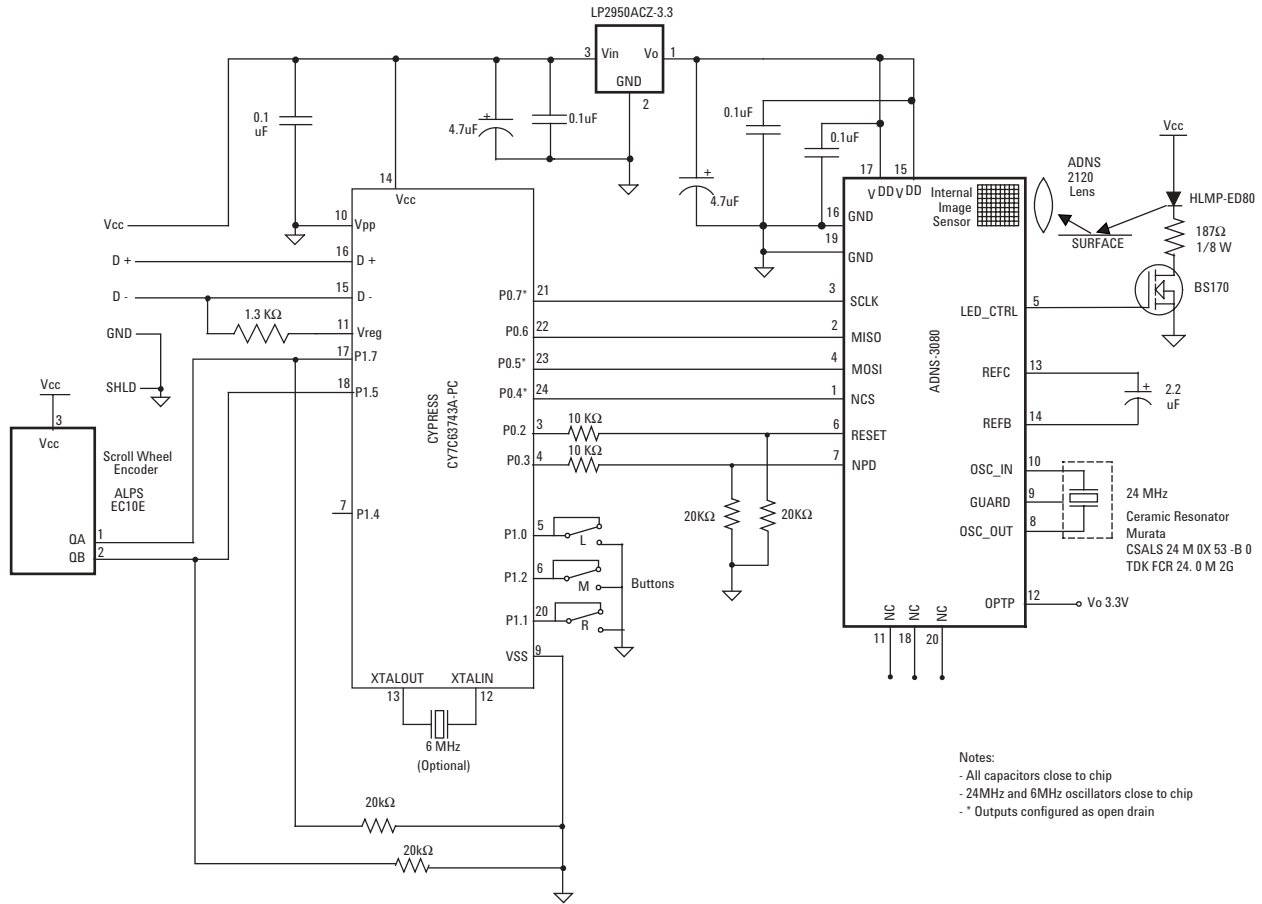 LP2950ACZ-3.3
3 Vin Vo 1
GND
2
0.1
uF
4.7uF
0.1uF
0.1uF
0.1uF
4.7uF
14
Vcc
17 15
VDD VDD
Internal
Image
Sensor
ADNS
2120
Lens
Vcc
HLMP-ED80
187Ω
1/8 W
SURFACE
BS170
Vcc
10 Vpp
D + 16 D +
D - 15 D -
1.3 KΩ
11 Vreg
GND
17 P1.7
SHLD
18 P1.5
Vcc
3
Vcc
Scroll Wheel
Encoder
ALPS
EC10E
QA 1
QB 2
7 P1.4
CYPRESS
CY7C63743A-PC
P0.7* 21
P0.6 22
P0.5* 23
P0.4* 24
P0.2 3
10 KΩ
P0.3 4
10 KΩ
20KΩ
20KΩ
P1.0 5
L
P1.2 6
M
Buttons
P1.1 20
R
VSS 9
XTALOUT XTALIN
13 12
6 MHz
(Optional)
20kΩ
20kΩ
16 GND
19 GND
3 SCLK
2 MISO
4 MOSI
1 NCS
6 RESET
7 NPD
ADNS-3080
LED_CTRL 5
REFC 13
2.2
uF
REFB 14
OSC_IN 10
GUARD 9
OSC_OUT 8
24 MHz
Ceramic Resonator
Murata
CSALS 24 M 0X 53 -B 0
TDK FCR 24. 0 M 2G
OPTP 12
Vo 3.3V
NC NC NC
11 18 20
Notes:
- All capacitors close to chip
- 24MHz and 6MHz oscillators close to chip
- * Outputs configured as open drain